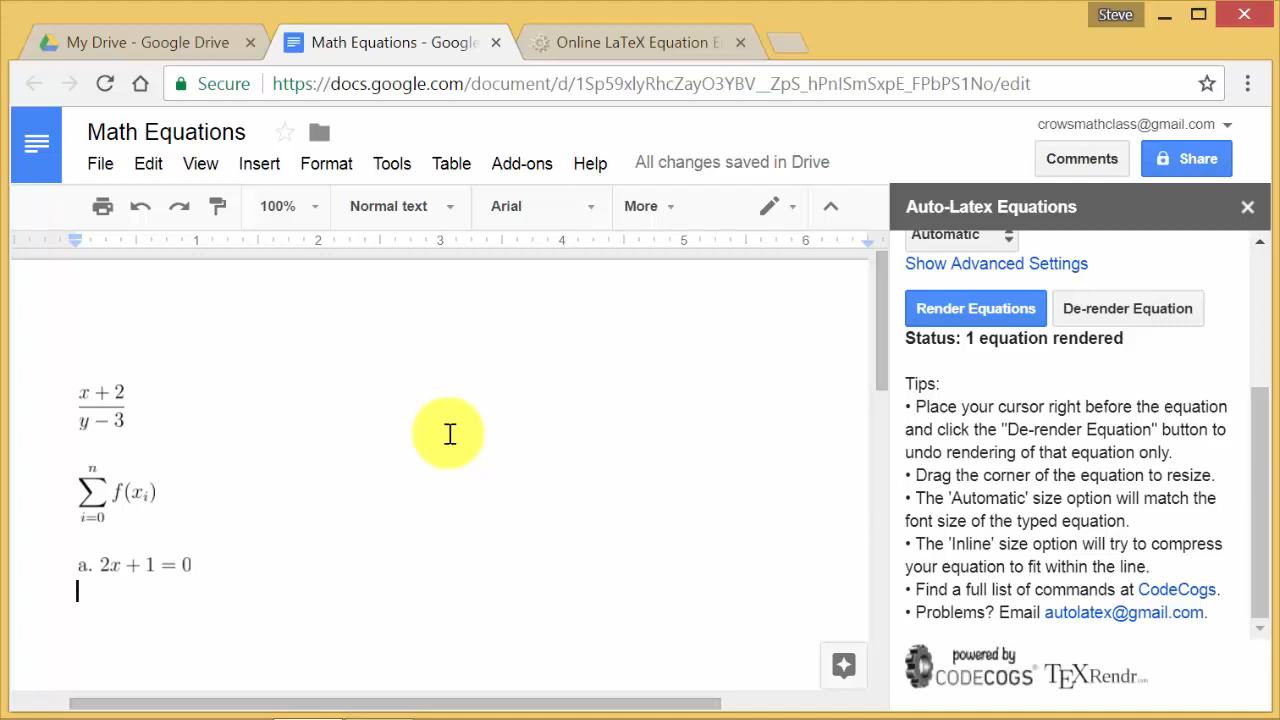 Steve
My Drive - Google Drive
Math Equations - Google
Online LaTeX Equation E
Secure
https://docs.google.com/document/d/1Sp59xlyRhcZayO3YBV__ZpS_hPnISmSxpE_FPbPS1No/edit
Math Equations
crowsmathclass@gmail.com
File Edit View Insert Format Tools Table Add-ons Help
All changes saved in Drive
Comments
Share
100%
Normal text
Arial
More
Auto-Latex Equations
1 2 3 4 5 6
Automatic
Show Advanced Settings
Render Equations
De-render Equation
Status: 1 equation rendered
Tips:
• Place your cursor right before the equation
and click the "De-render Equation" button to
undo rendering of that equation only.
• Drag the corner of the equation to resize.
• The 'Automatic' size option will match the
font size of the typed equation.
• The 'Inline' size option will try to compress
your equation to fit within the line.
• Find a full list of commands at CodeCogs.
• Problems? Email autolatex@gmail.com.
powered by
CODECOGS®
TEXRendr.com
x + 2
y − 3
n
∑ f(xᵢ)
i=0
a. 2x + 1 = 0